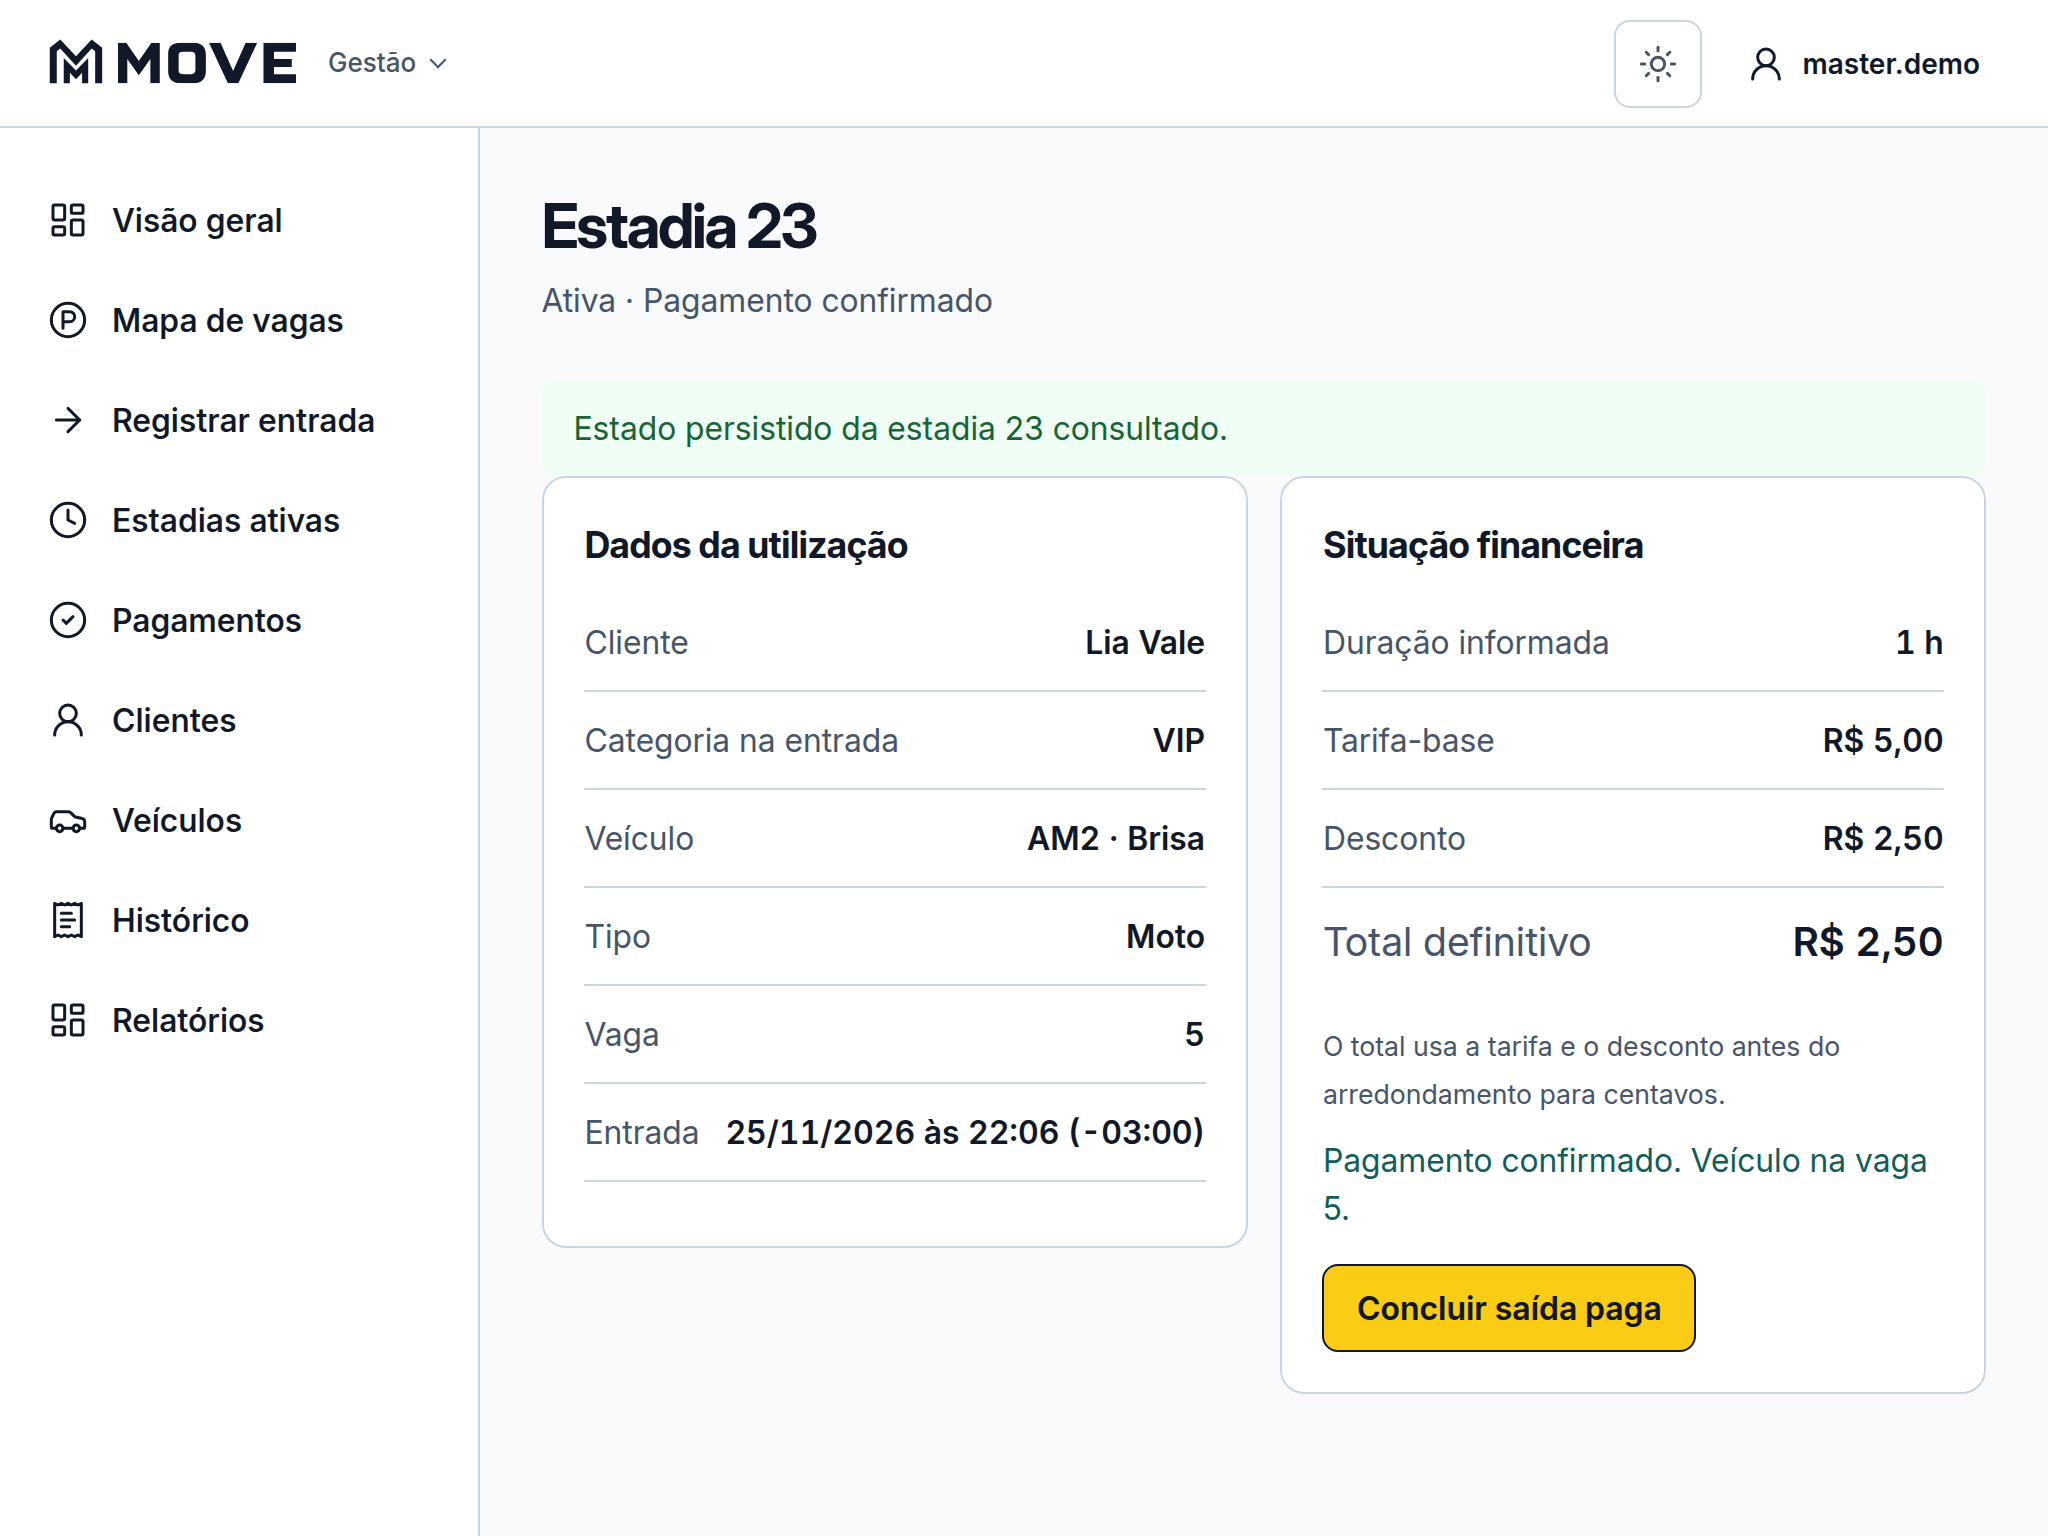 MOVE
Gestão
master.demo
Visão geral
Mapa de vagas
Registrar entrada
Estadias ativas
Pagamentos
Clientes
Veículos
Histórico
Relatórios
Estadia 23
Ativa · Pagamento confirmado
Estado persistido da estadia 23 consultado.
Dados da utilização
Cliente Lia Vale
Categoria na entrada VIP
Veículo AM2 · Brisa
Tipo Moto
Vaga 5
Entrada 25/11/2026 às 22:06 (-03:00)
Situação financeira
Duração informada 1 h
Tarifa-base R$ 5,00
Desconto R$ 2,50
Total definitivo R$ 2,50
O total usa a tarifa e o desconto antes do
arredondamento para centavos.
Pagamento confirmado. Veículo na vaga
5.
Concluir saída paga